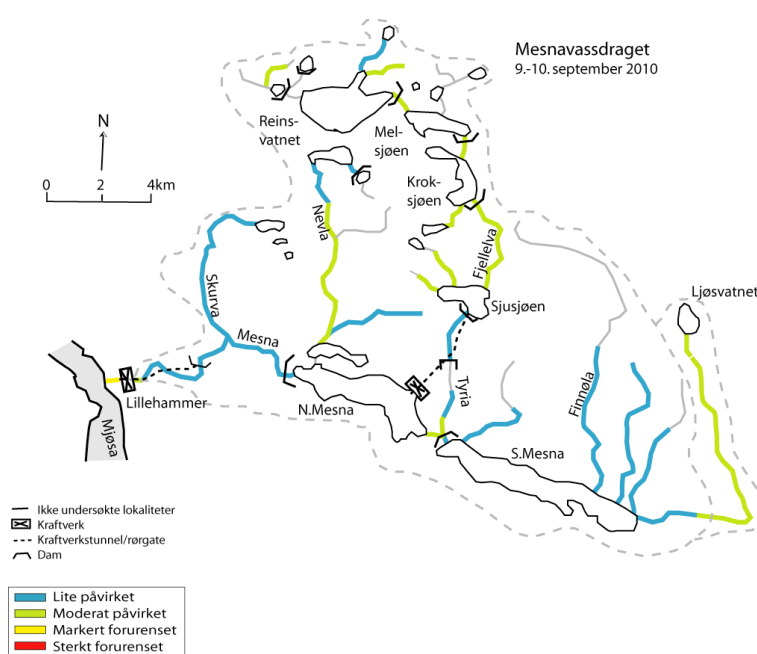 Mesnavassdraget
9.-10. september 2010
N
0 2 4km
Reins-
vatnet
Mel-
sjøen
Krok-
sjøen
Nevla
Fjellelva
Skurva
Sjusjøen
Ljøsvatnet
Mesna
Lillehammer
Mjøsa
N.Mesna
Tyria
Finnøla
S.Mesna
Ikke undersøkte lokaliteter
Kraftverk
Kraftverkstunnel/rørgate
Dam
Lite påvirket
Moderat påvirket
Markert forurenset
Sterkt forurenset